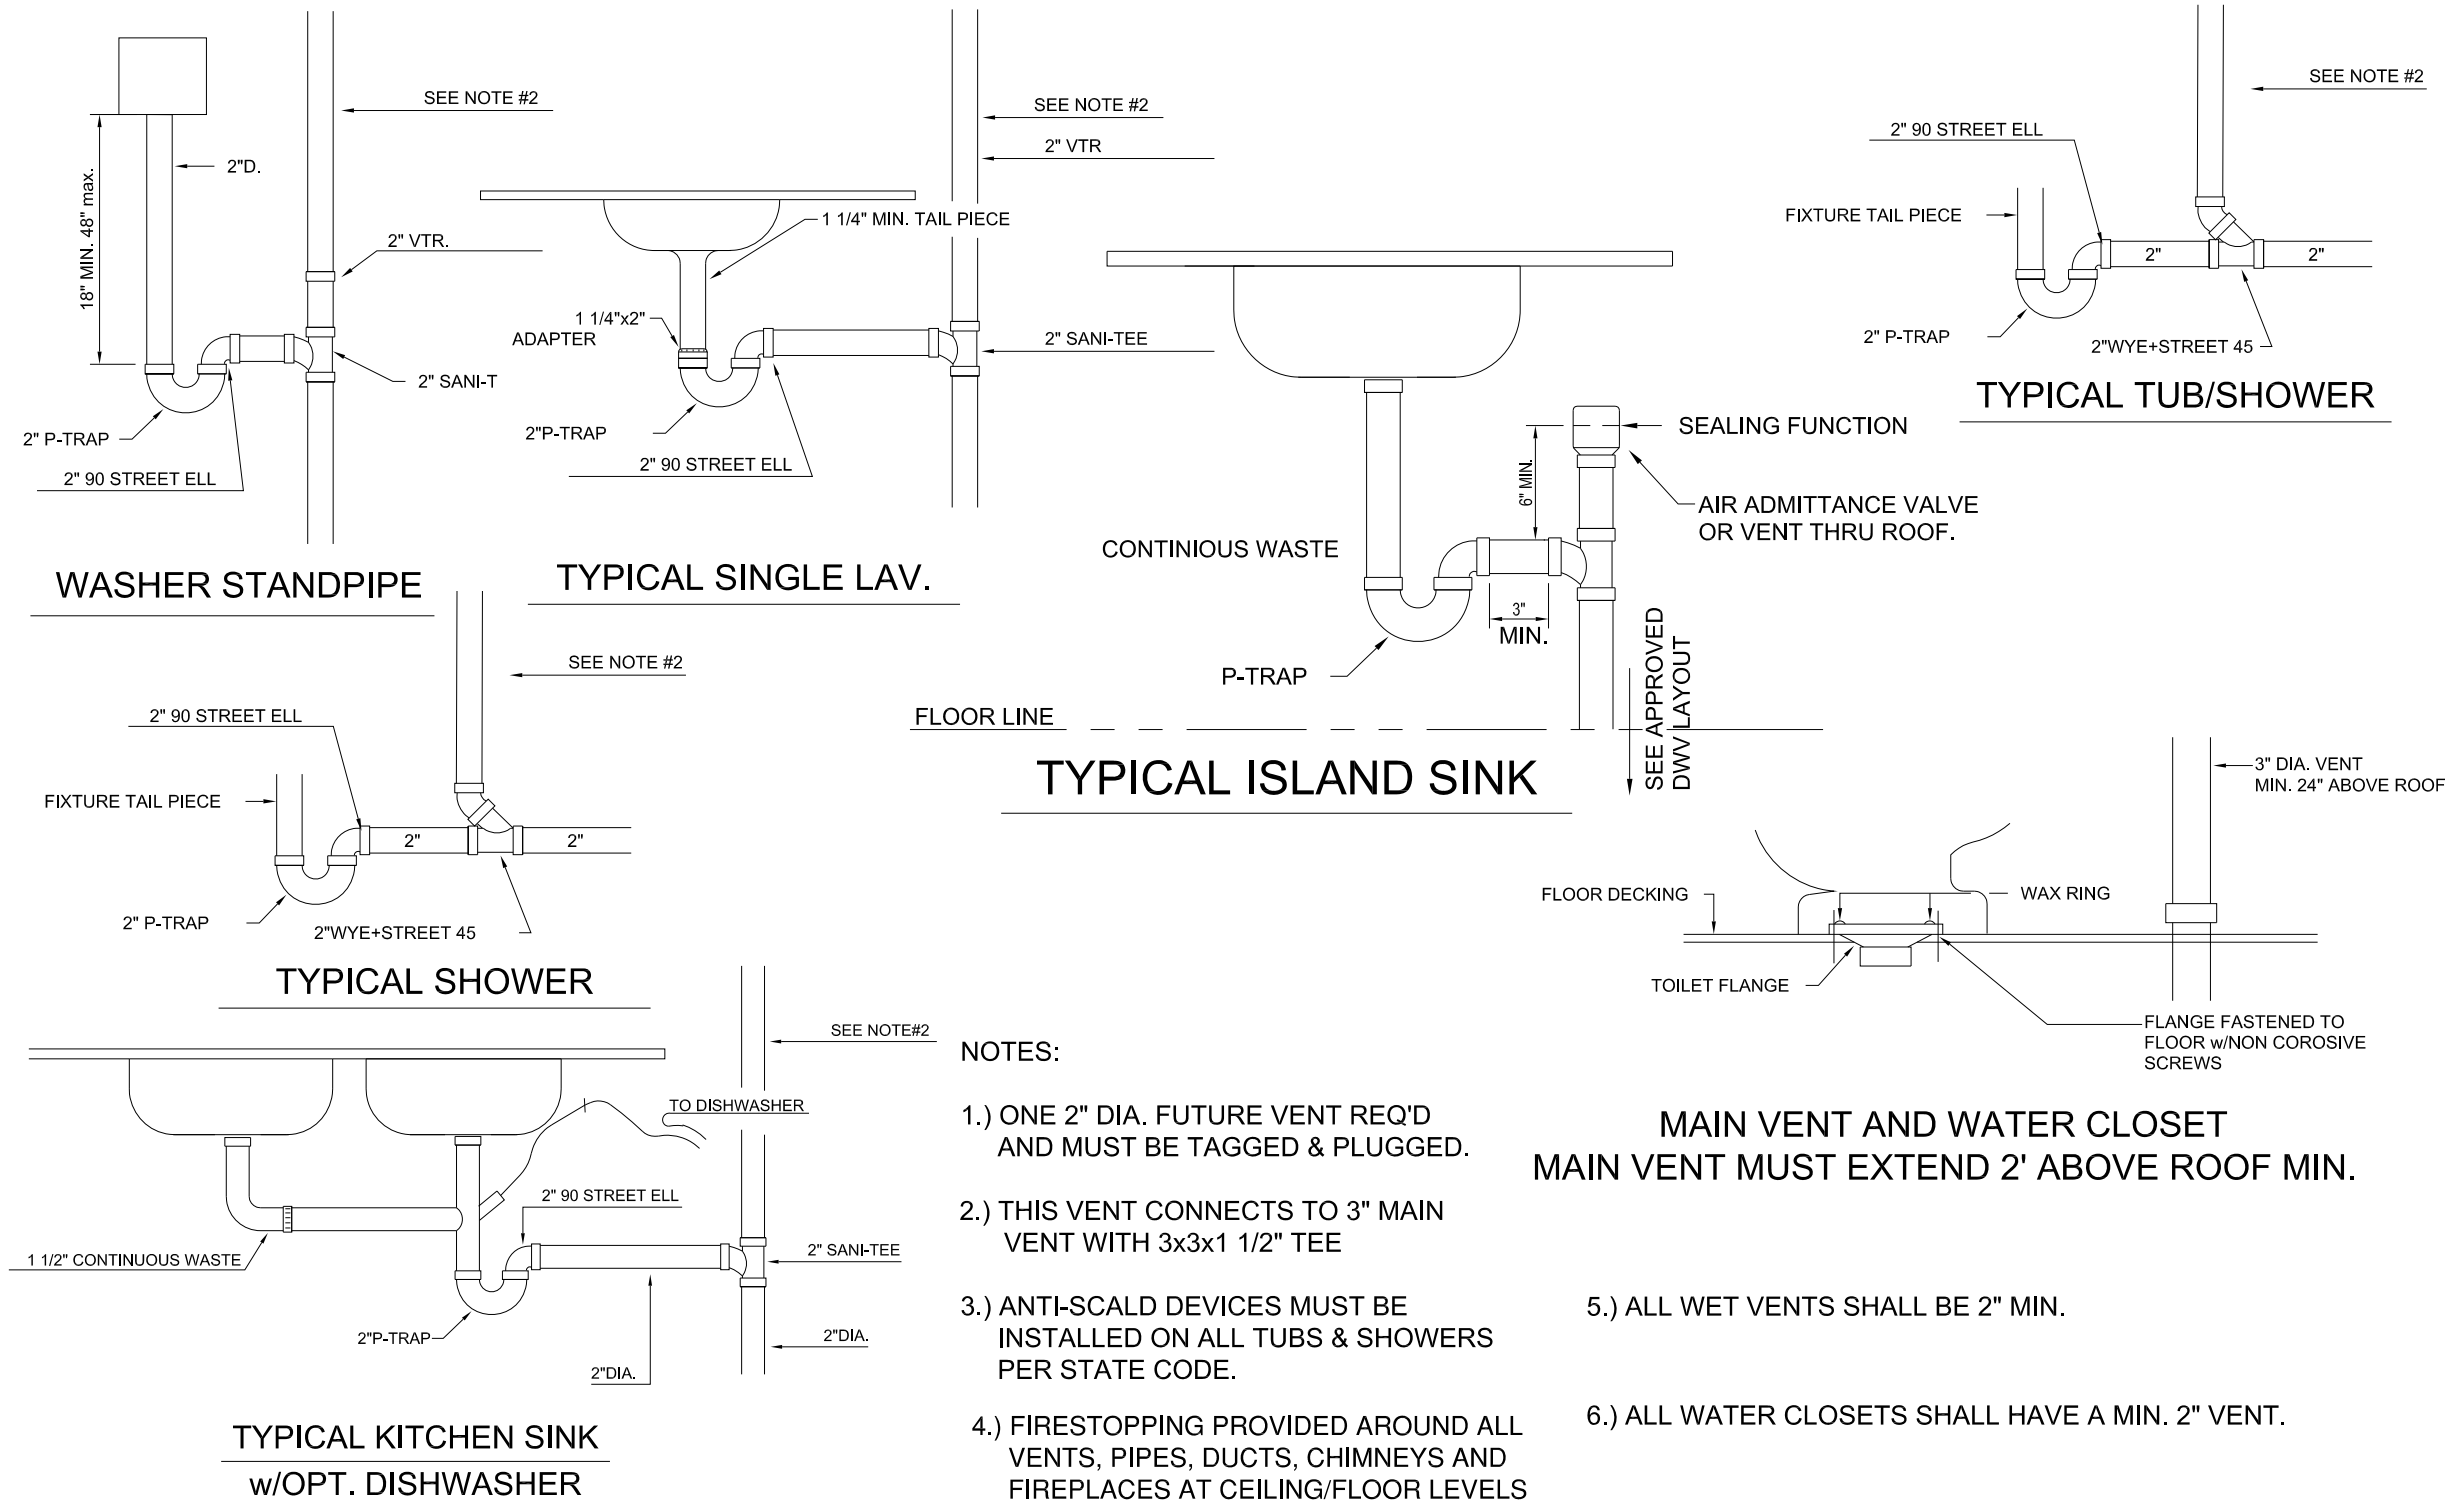 SEE NOTE #2
2"D.
18" MIN. 48" max.
2" VTR.
2" SANI-T
2" P-TRAP
2" 90 STREET ELL
WASHER STANDPIPE
SEE NOTE #2
2" VTR
1 1/4" MIN. TAIL PIECE
1 1/4"x2"
ADAPTER
2" SANI-TEE
2"P-TRAP
2" 90 STREET ELL
TYPICAL SINGLE LAV.
SEALING FUNCTION
6" MIN.
AIR ADMITTANCE VALVE
OR VENT THRU ROOF.
CONTINIOUS WASTE
3"
MIN.
P-TRAP
SEE APPROVED
DWV LAYOUT
FLOOR LINE
TYPICAL ISLAND SINK
SEE NOTE #2
2" 90 STREET ELL
FIXTURE TAIL PIECE
2"
2"
2" P-TRAP
2"WYE+STREET 45
TYPICAL TUB/SHOWER
SEE NOTE #2
2" 90 STREET ELL
FIXTURE TAIL PIECE
2"
2"
2" P-TRAP
2"WYE+STREET 45
TYPICAL SHOWER
3" DIA. VENT
MIN. 24" ABOVE ROOF
FLOOR DECKING
WAX RING
TOILET FLANGE
FLANGE FASTENED TO
FLOOR w/NON COROSIVE
SCREWS
MAIN VENT AND WATER CLOSET
MAIN VENT MUST EXTEND 2' ABOVE ROOF MIN.
SEE NOTE#2
TO DISHWASHER
2" 90 STREET ELL
1 1/2" CONTINUOUS WASTE
2" SANI-TEE
2"P-TRAP
2"DIA.
2"DIA.
TYPICAL KITCHEN SINK
w/OPT. DISHWASHER
NOTES:
1.) ONE 2" DIA. FUTURE VENT REQ'D
AND MUST BE TAGGED & PLUGGED.
2.) THIS VENT CONNECTS TO 3" MAIN
VENT WITH 3x3x1 1/2" TEE
3.) ANTI-SCALD DEVICES MUST BE
INSTALLED ON ALL TUBS & SHOWERS
PER STATE CODE.
4.) FIRESTOPPING PROVIDED AROUND ALL
VENTS, PIPES, DUCTS, CHIMNEYS AND
FIREPLACES AT CEILING/FLOOR LEVELS
5.) ALL WET VENTS SHALL BE 2" MIN.
6.) ALL WATER CLOSETS SHALL HAVE A MIN. 2" VENT.